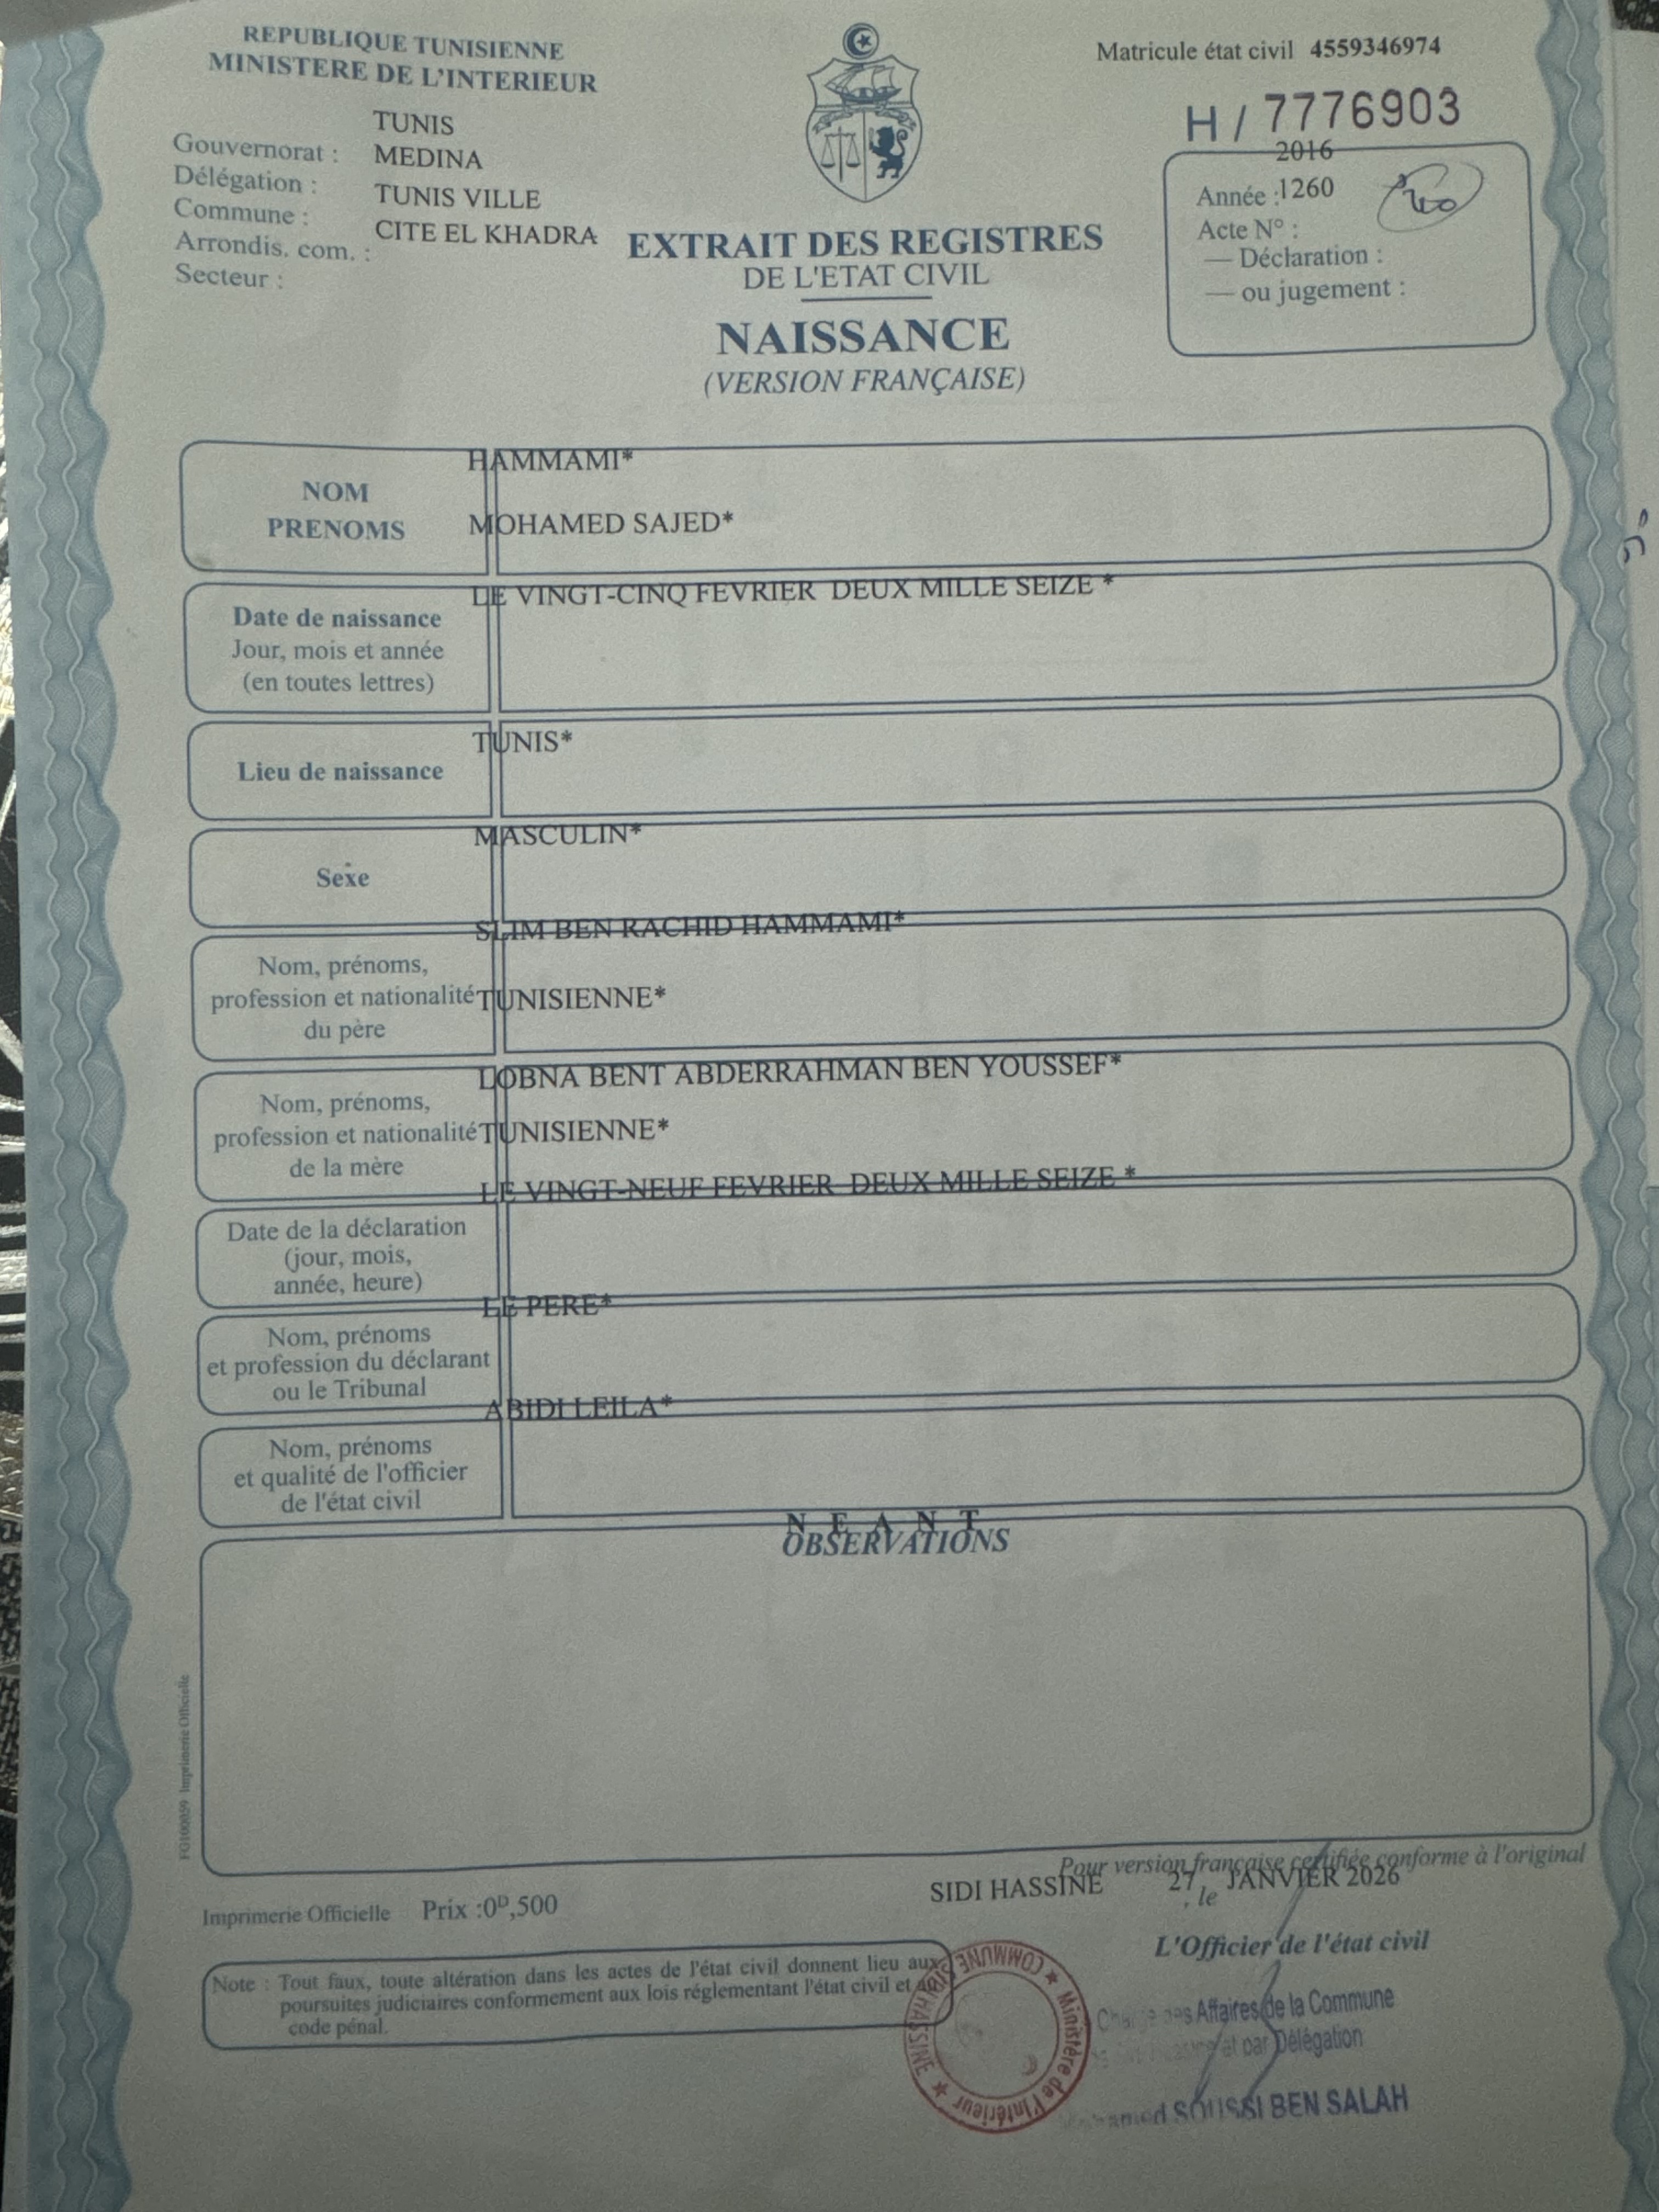 REPUBLIQUE TUNISIENNE
MINISTERE DE L'INTERIEUR
Gouvernorat : TUNIS
Délégation : MEDINA
Commune : TUNIS VILLE
Arrondis. com. : CITE EL KHADRA
Secteur :
Matricule état civil 4559346974
H / 7776903
2016
Année :1260
Acte N° :
— Déclaration :
— ou jugement :
EXTRAIT DES REGISTRES
DE L'ETAT CIVIL
NAISSANCE
(VERSION FRANÇAISE)
NOM HAMMAMI*
PRENOMS MOHAMED SAJED*
LE VINGT-CINQ FEVRIER DEUX MILLE SEIZE *
Date de naissance
Jour, mois et année
(en toutes lettres)
TUNIS*
Lieu de naissance
MASCULIN*
Sexe
SLIM BEN RACHID HAMMAMI*
Nom, prénoms,
profession et nationalité TUNISIENNE*
du père
LOBNA BENT ABDERRAHMAN BEN YOUSSEF*
Nom, prénoms,
profession et nationalité TUNISIENNE*
de la mère
LE VINGT-NEUF FEVRIER DEUX MILLE SEIZE *
Date de la déclaration
(jour, mois,
année, heure)
LE PERE*
Nom, prénoms
et profession du déclarant
ou le Tribunal
ABIDI LEILA*
Nom, prénoms
et qualité de l'officier
de l'état civil
N E A N T
OBSERVATIONS
FG100059 Imprimerie Officielle
Pour version française certifiée conforme à l'original
SIDI HASSINE 27 , le JANVIER 2026
Imprimerie Officielle Prix :0D,500
L'Officier de l'état civil
Note : Tout faux, toute altération dans les actes de l'état civil donnent lieu aux
poursuites judiciaires conformement aux lois réglementant l'état civil et au
code pénal.
Ministère de l'Intérieur ★ COMMUNE SIDI HASSINE ★
des Affaires de la Commune
et par Délégation
Mohamed SOUSSI BEN SALAH